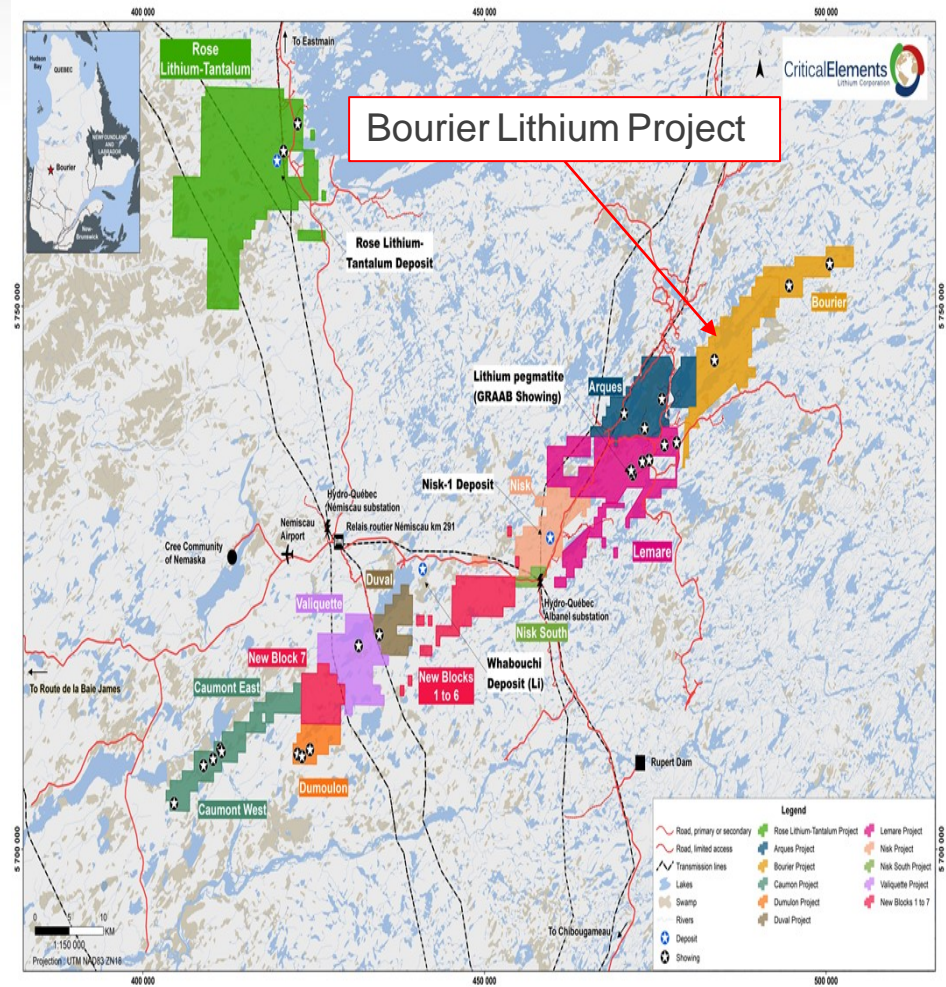 400 000
450 000
500 000
Hudson
Bay
QUEBEC
NEWFOUNDLAND
AND
LABRADOR
Bourier
ONTARIO
New-
Brunswick
To Eastmain
Rose
Lithium-Tantalum
CriticalElements
Lithium Corporation
Bourier Lithium Project
Rose Lithium-
Tantalum Deposit
5 750 000
5 750 000
Bourier
Lithium pegmatite
(GRAAB Showing)
Arques
Nisk-1 Deposit
Nisk
Hydro-Québec
Némiscau substation
Nemiscau
Airport
Relais routier Némiscau km 291
Cree Community
of Nemaska
Lemare
Duval
Valiquette
Hydro-Québec
Albanel substation
Nisk South
New Block 7
New Blocks
1 to 6
Whabouchi
Deposit (Li)
To Route de la Baie James
Caumont East
Rupert Dam
Dumoulon
Caumont West
5 700 000
5 700 000
To Chibougameau
Legend
Road, primary or secondary
Road, limited access
Transmission lines
Lakes
Swamp
Rivers
Deposit
Showing
Rose Lithium-Tantalum Project
Arques Project
Bourier Project
Caumon Project
Dumulon Project
Duval Project
Lemare Project
Nisk Project
Nisk South Project
Valiquette Project
New Blocks 1 to 7
0 5 10
KM
1:150 000
Projection : UTM NAD83 ZN18
400 000
450 000
500 000